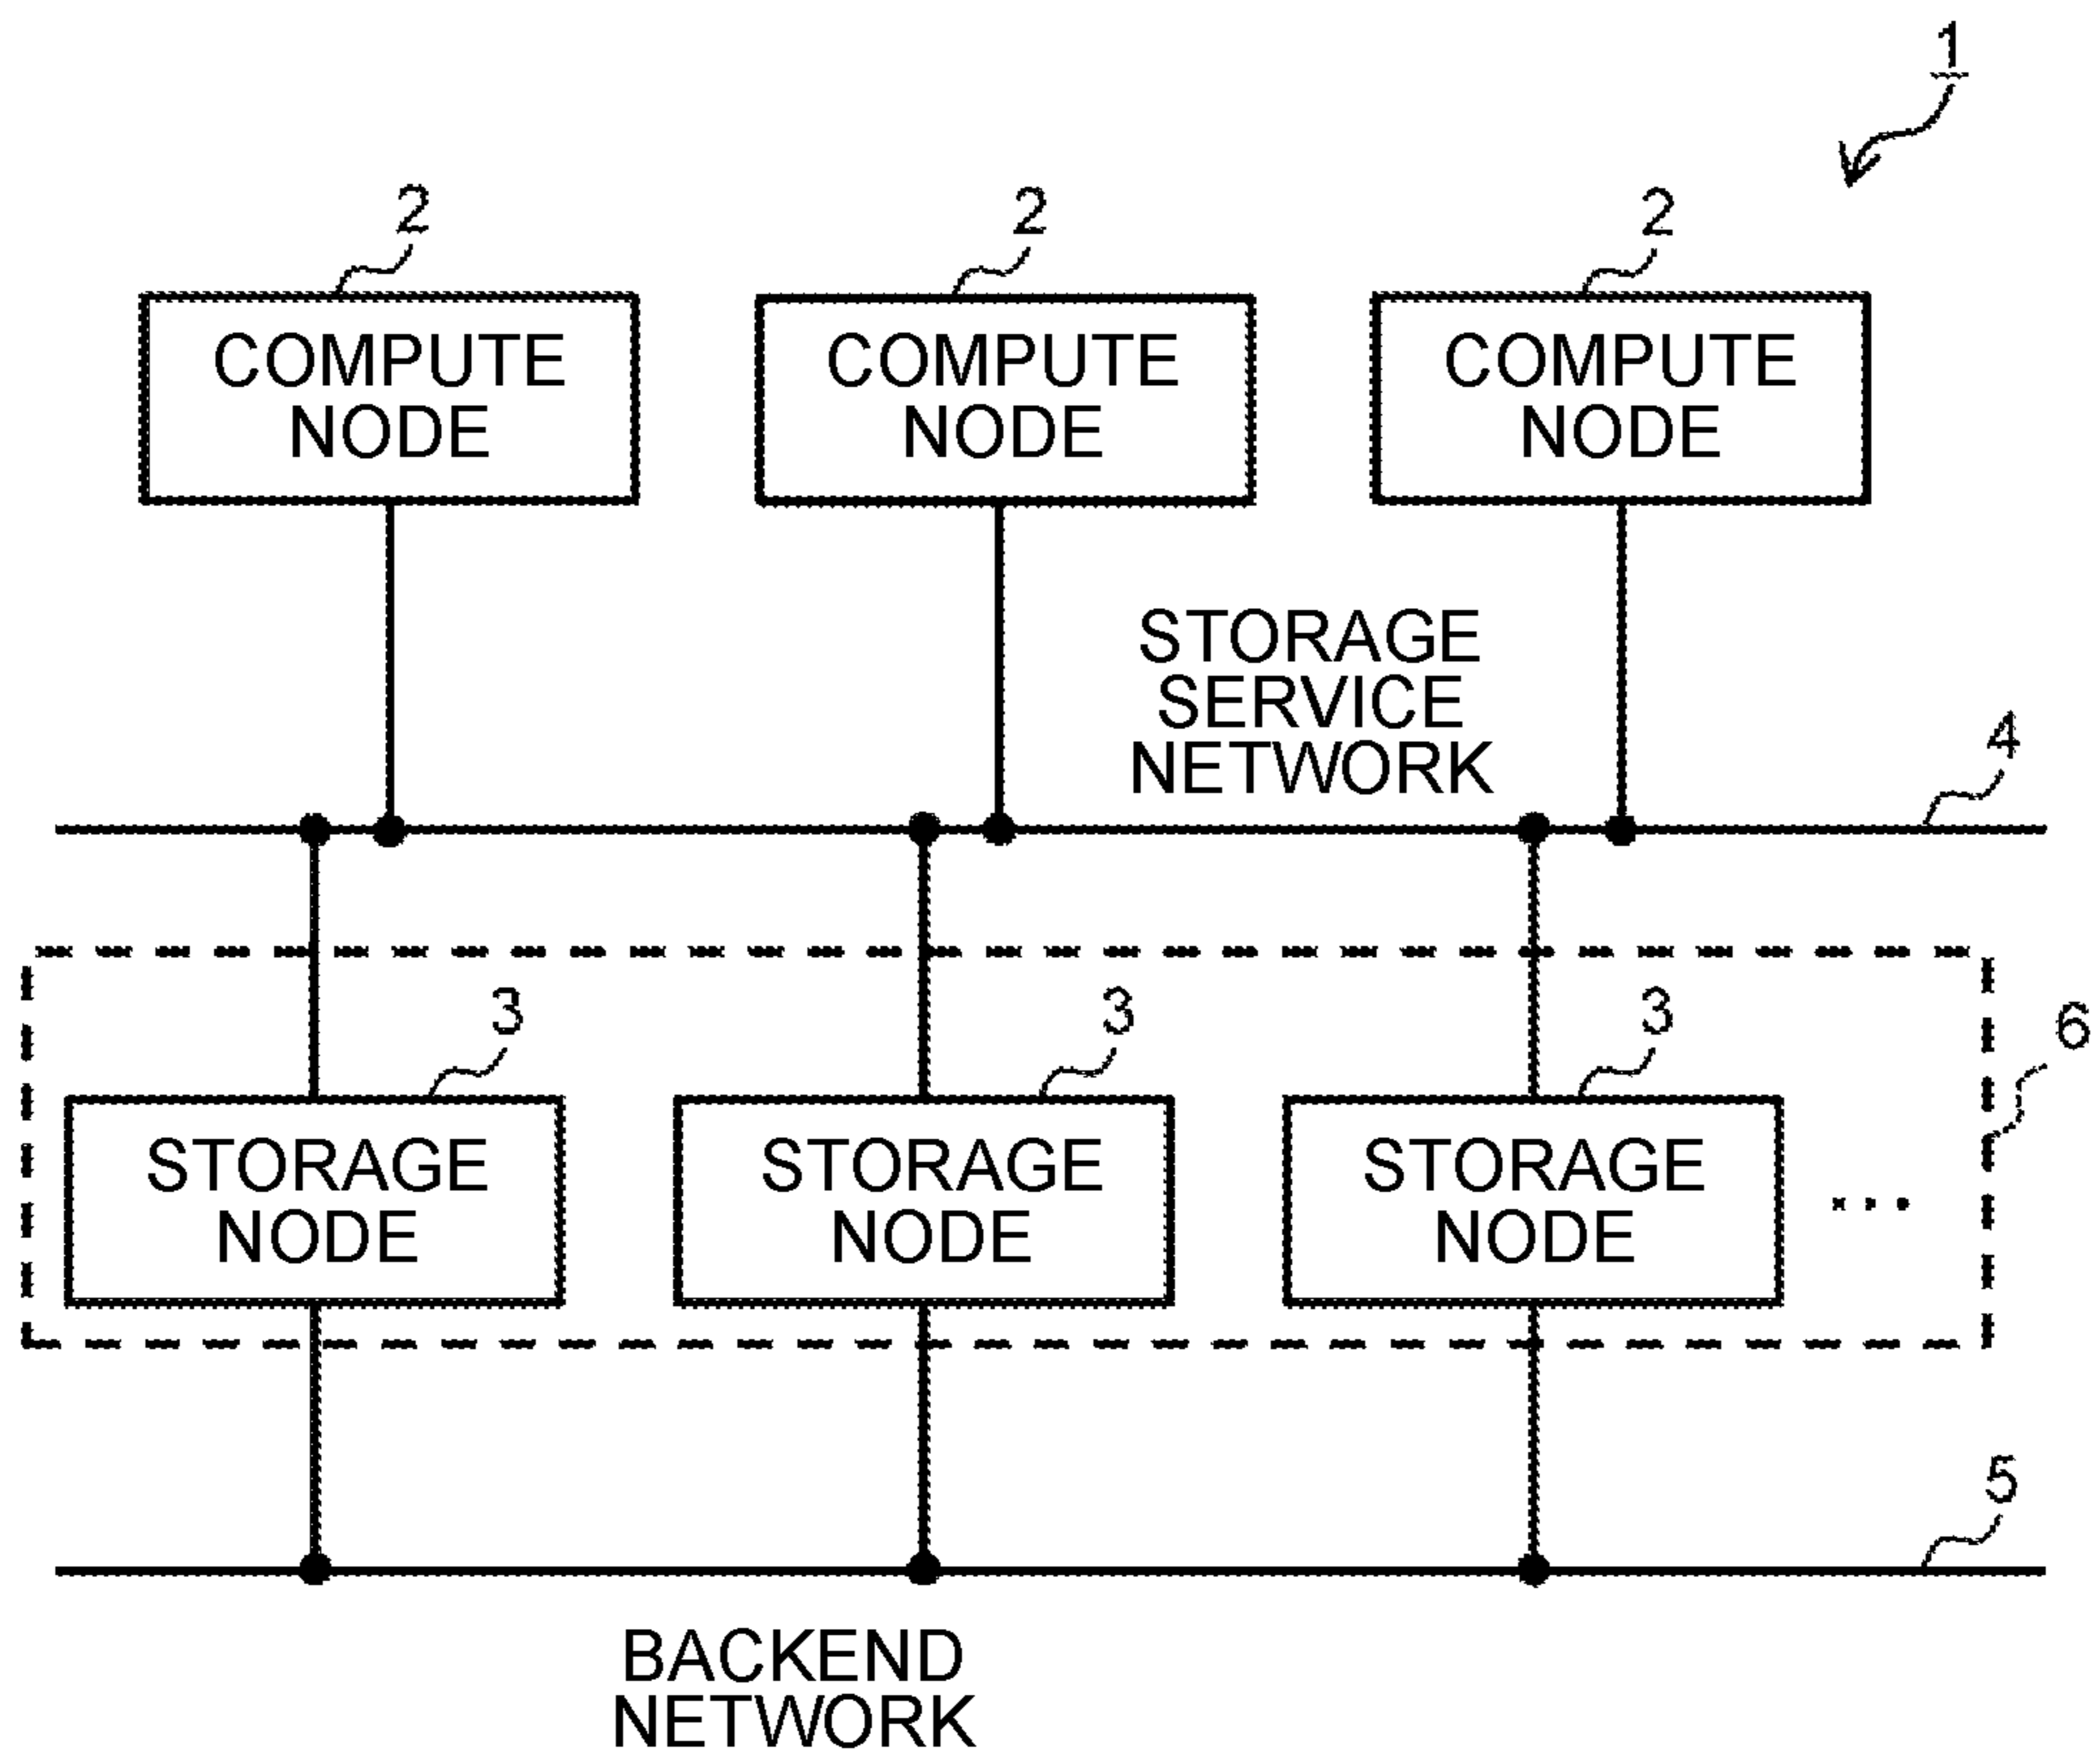 1
2
2
2
COMPUTE
NODE
COMPUTE
NODE
COMPUTE
NODE
STORAGE
SERVICE
NETWORK
4
3
3
3
6
STORAGE
NODE
STORAGE
NODE
STORAGE
NODE
...
5
BACKEND
NETWORK